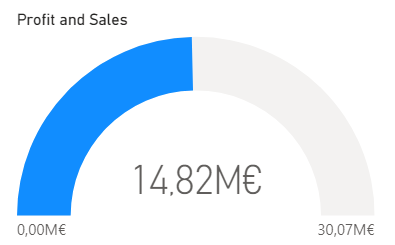 Profit and Sales
14,82M€
0,00M€
30,07M€